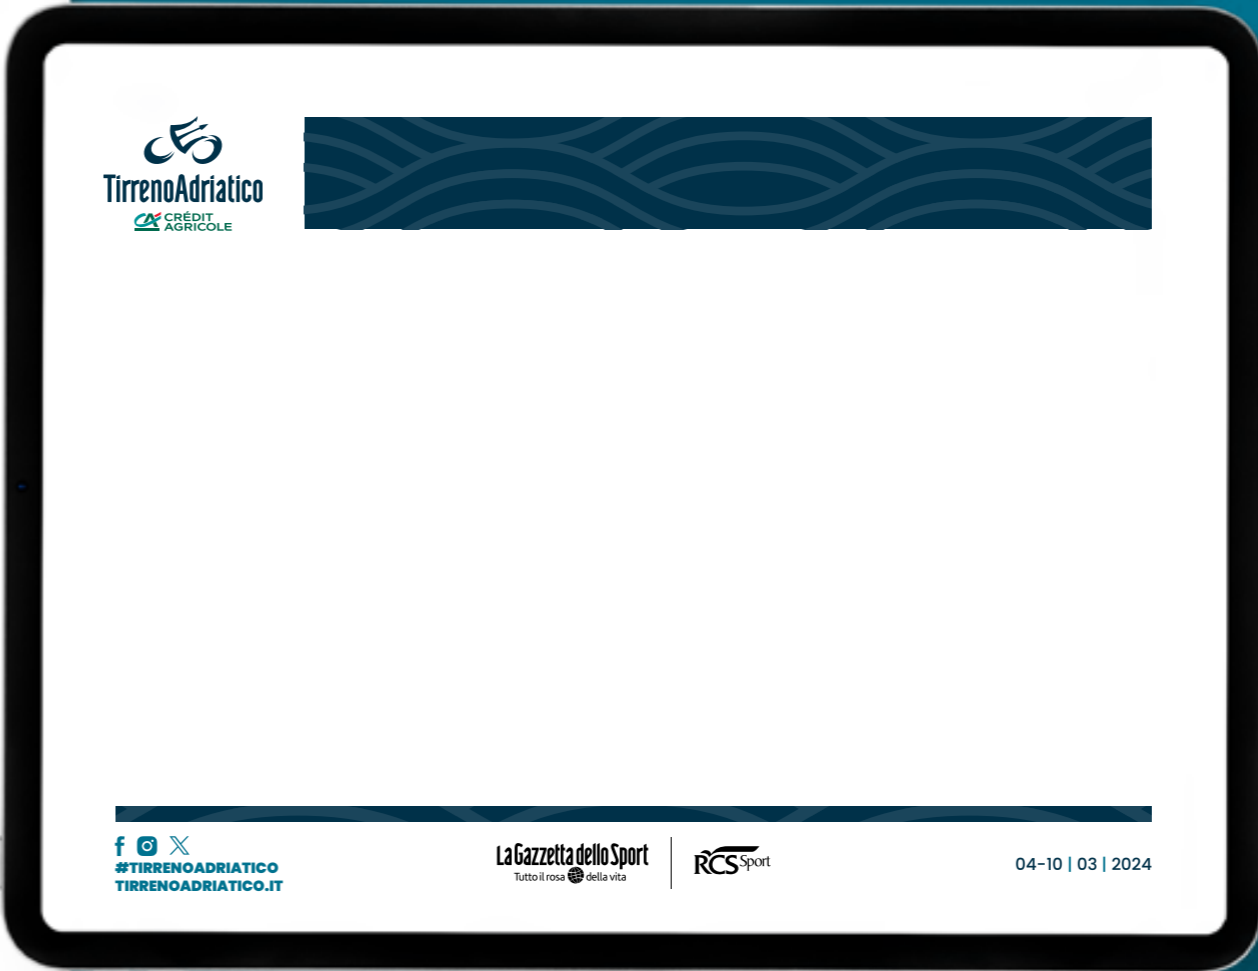 TirrenoAdriatico
CRÉDIT
AGRICOLE
#TIRRENOADRIATICO
TIRRENOADRIATICO.IT
La Gazzetta dello Sport
Tutto il rosa della vita
RCS Sport
04-10 | 03 | 2024